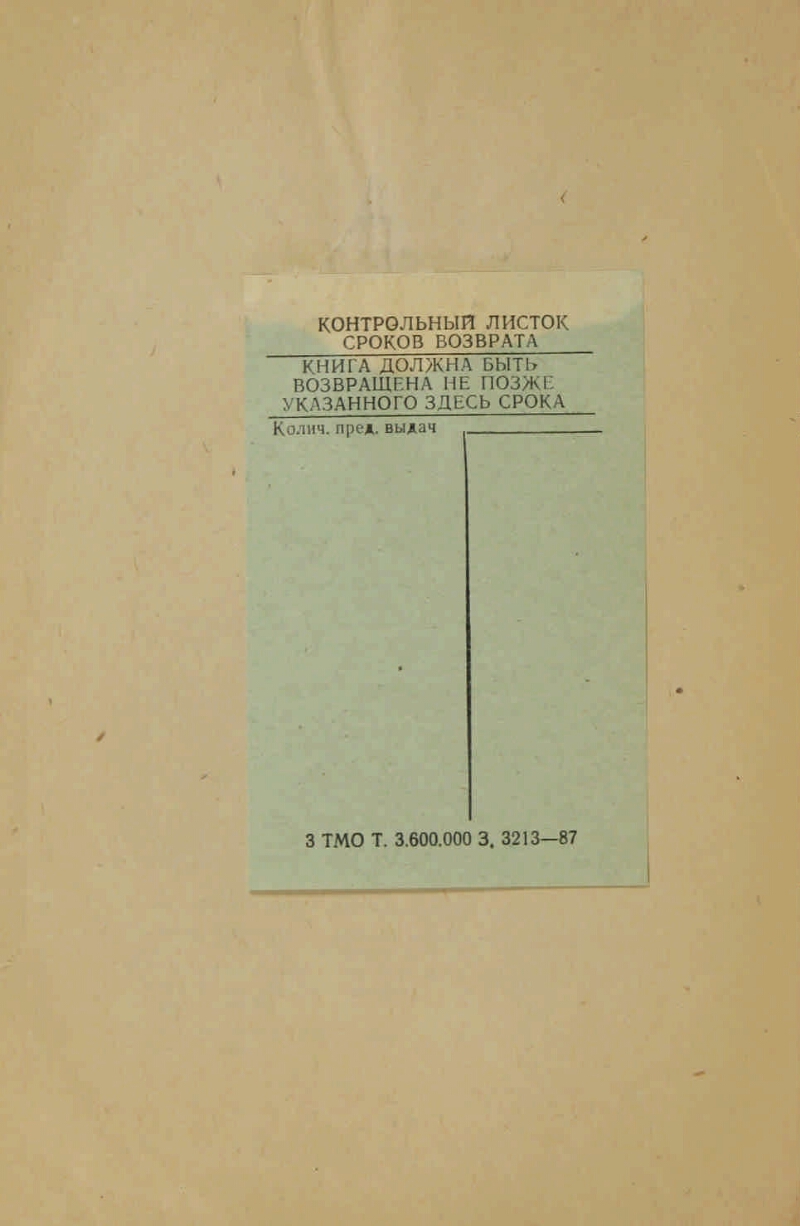 КОНТРОЛЬНЫЙ ЛИСТОК
СРОКОВ ВОЗВРАТА
КНИГА ДОЛЖНА БЫТЬ
ВОЗВРАЩЕНА НЕ ПОЗЖЕ
УКАЗАННОГО ЗДЕСЬ СРОКА
Колич. пред. выдач
3 ТМО Т. 3.600.000 З. 3213—87